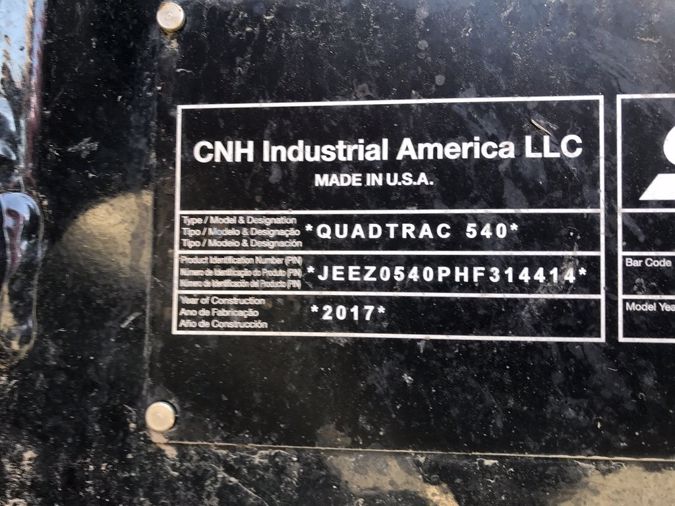 CNH Industrial America LLC
MADE IN U.S.A.
Type / Model & Designation
Tipo / Modelo & Designação
Tipo / Modelo & Designación
*QUADTRAC 540*
Product Identification Number (PIN)
Número de Identificação do Produto (PIN)
Número de Identificación del Producto (PIN)
*JEEZ0540PHF314414*
Year of Construction
Ano de Fabricação
Año de Construcción
*2017*
Bar Code
Model Yea